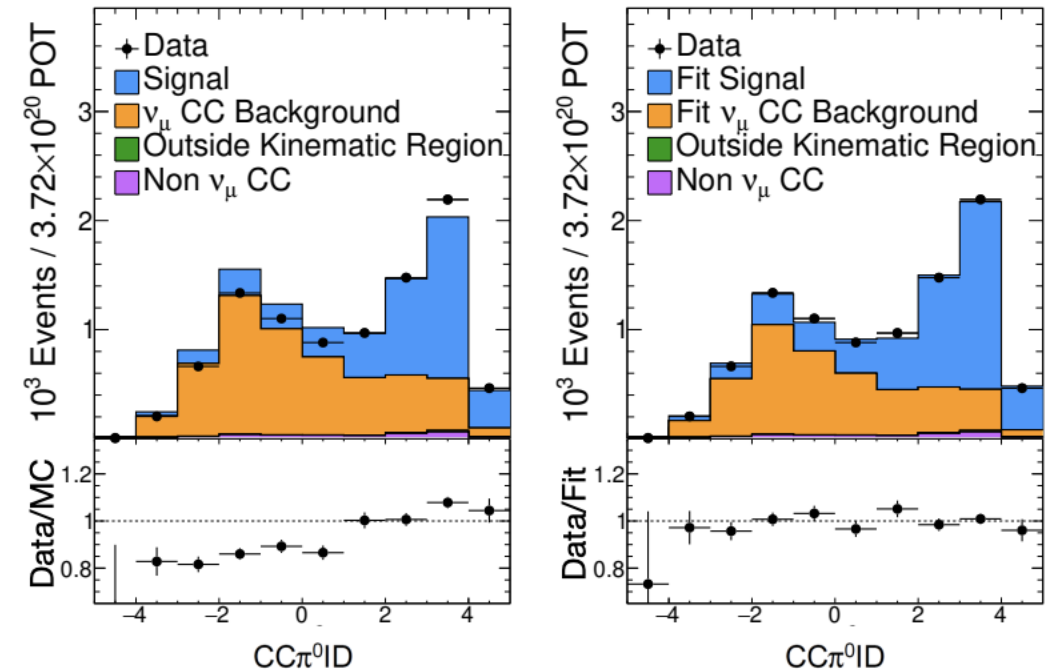 10³ Events / 3.72×10²⁰ POT
Data
Signal
νμ CC Background
Outside Kinematic Region
Non νμ CC
3
2
1
Data/MC
1.2
1
0.8
−4 −2 0 2 4
CCπ⁰ID
10³ Events / 3.72×10²⁰ POT
Data
Fit Signal
Fit νμ CC Background
Outside Kinematic Region
Non νμ CC
3
2
1
Data/Fit
1.2
1
0.8
−4 −2 0 2 4
CCπ⁰ID